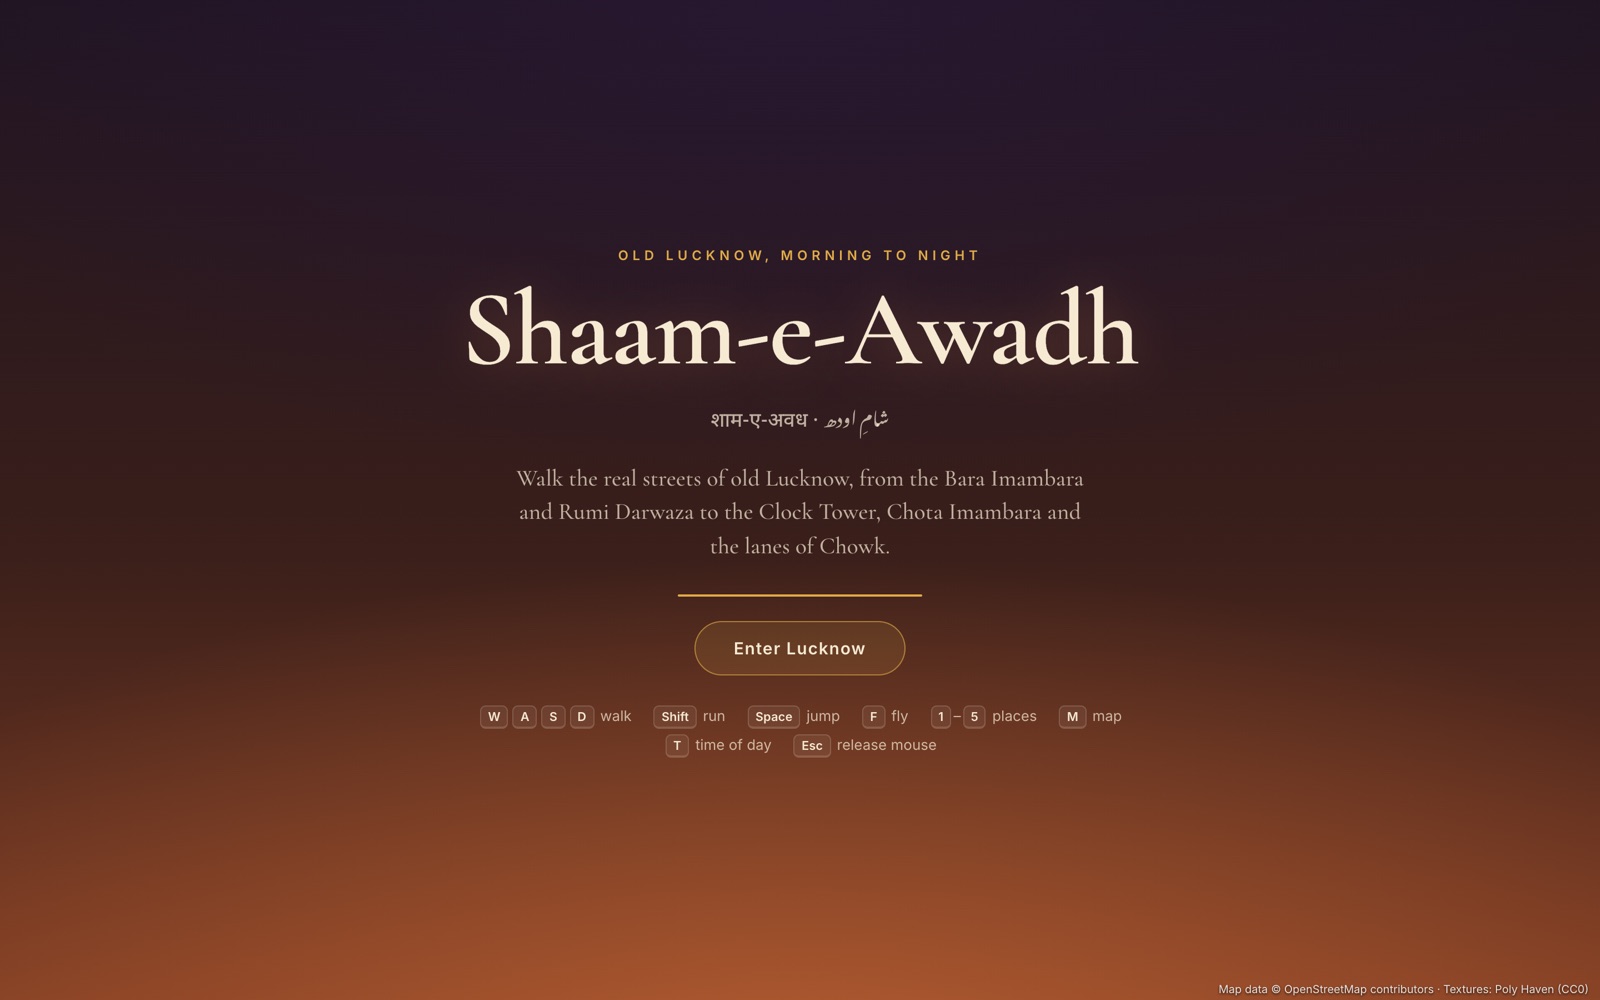 OLD LUCKNOW, MORNING TO NIGHT
Shaam-e-Awadh
शाम-ए-अवध · شامِ اودھ
Walk the real streets of old Lucknow, from the Bara Imambara
and Rumi Darwaza to the Clock Tower, Chota Imambara and
the lanes of Chowk.
Enter Lucknow
W A S D walk Shift run Space jump F fly 1 – 5 places M map
T time of day Esc release mouse
Map data © OpenStreetMap contributors · Textures: Poly Haven (CC0)